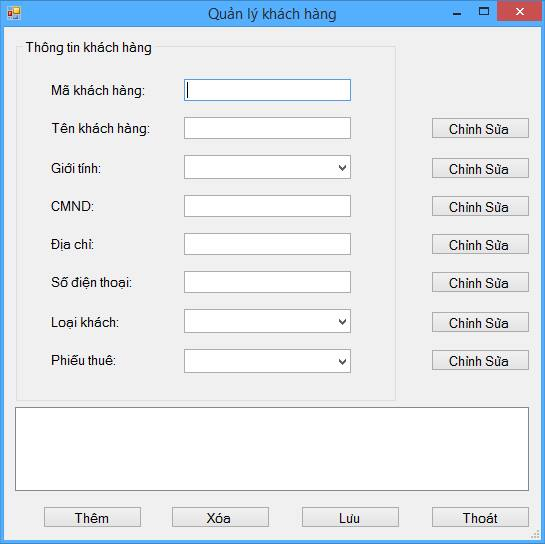 Quản lý khách hàng
Thông tin khách hàng
Mã khách hàng:
Tên khách hàng: Chỉnh Sửa
Giới tính: Chỉnh Sửa
CMND: Chỉnh Sửa
Địa chỉ: Chỉnh Sửa
Số điện thoại: Chỉnh Sửa
Loại khách: Chỉnh Sửa
Phiếu thuê: Chỉnh Sửa
Thêm Xóa Lưu Thoát